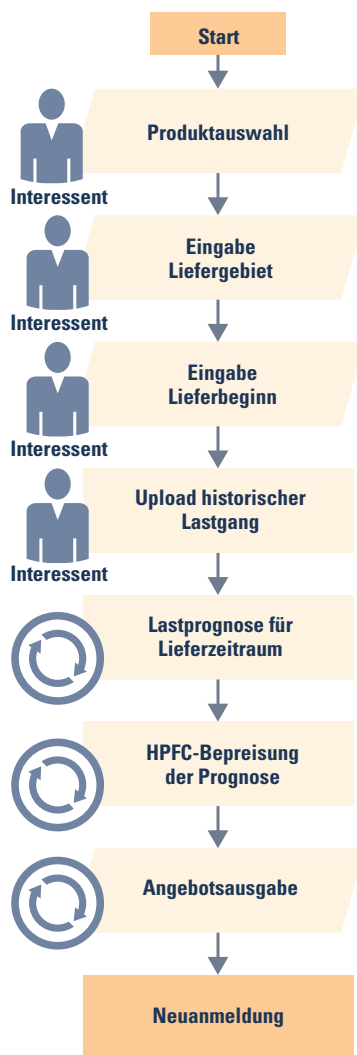 Start
Produktauswahl
Interessent
Eingabe
Liefergebiet
Interessent
Eingabe
Lieferbeginn
Interessent
Upload historischer
Lastgang
Interessent
Lastprognose für
Lieferzeitraum
HPFC-Bepreisung
der Prognose
Angebotsausgabe
Neuanmeldung